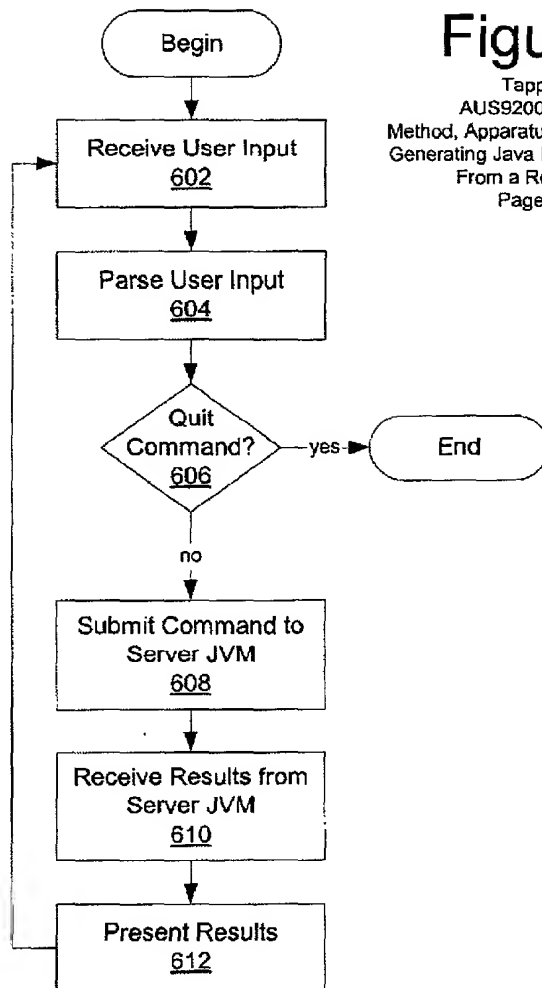 Begin
Receive User Input
602
Parse User Input
604
Quit
Command?
606
yes
End
no
Submit Command to
Server JVM
608
Receive Results from
Server JVM
610
Present Results
612
Figu
Tapp
AUS9200
Method, Apparatu
Generating Java
From a Re
Page